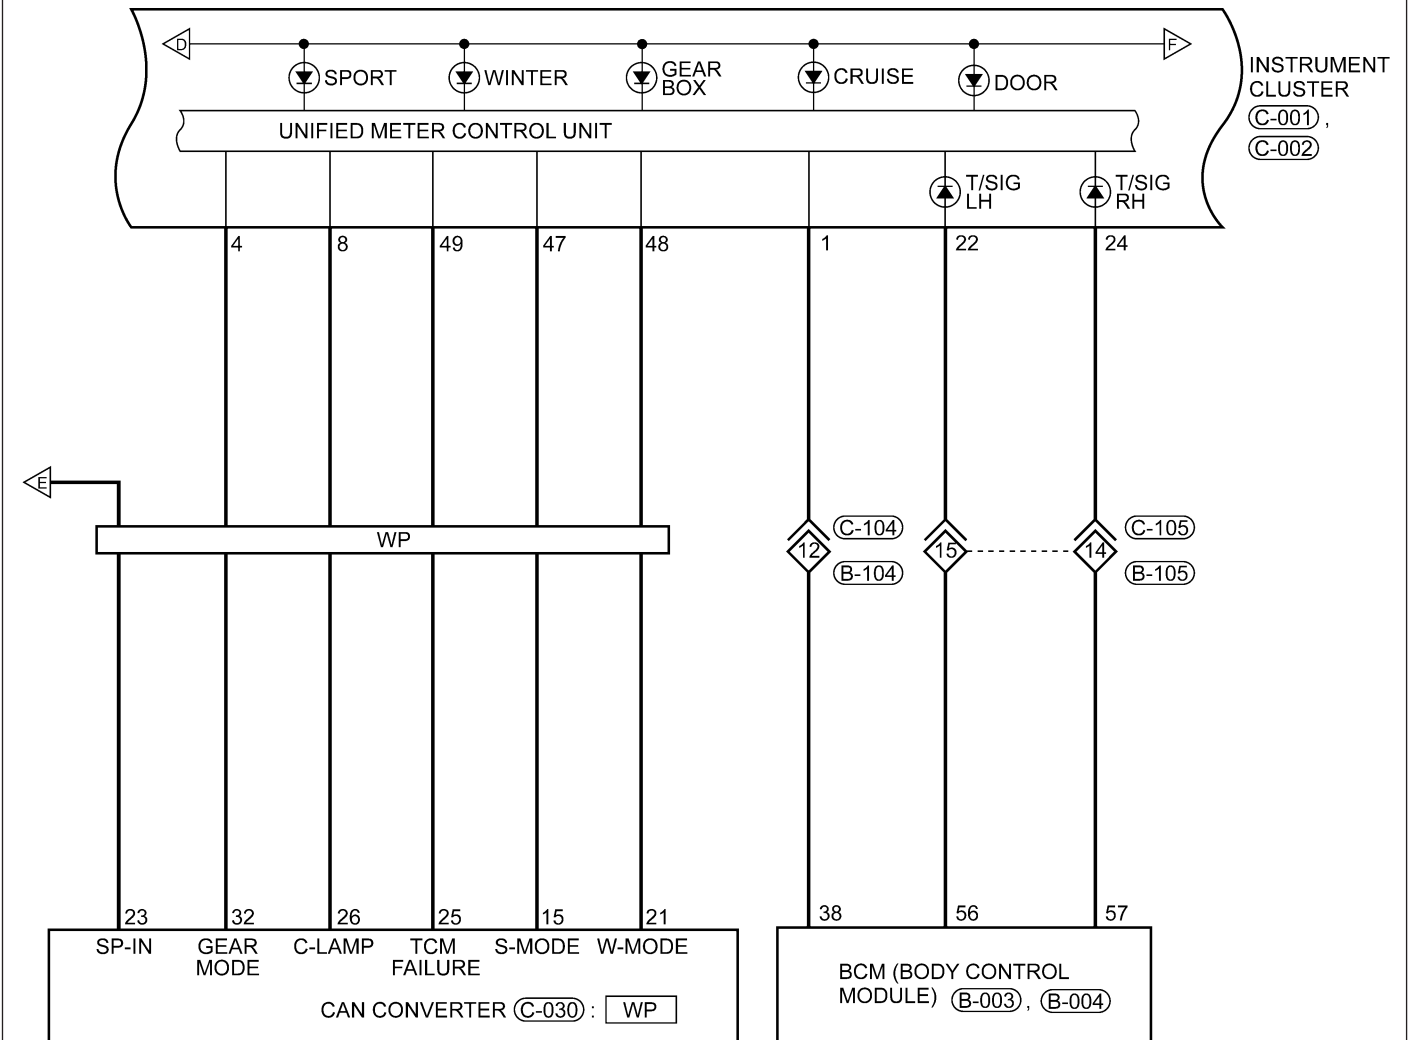 D
F
SPORT
WINTER
GEAR
BOX
CRUISE
DOOR
INSTRUMENT
CLUSTER
C-001 ,
C-002
UNIFIED METER CONTROL UNIT
T/SIG
LH
T/SIG
RH
4 8 49 47 48 1 22 24
E
WP
12
C-104
B-104
15
14
C-105
B-105
23 32 26 25 15 21 38 56 57
SP-IN
GEAR
MODE
C-LAMP
TCM
FAILURE
S-MODE
W-MODE
CAN CONVERTER C-030 : WP
BCM (BODY CONTROL
MODULE) B-003 , B-004